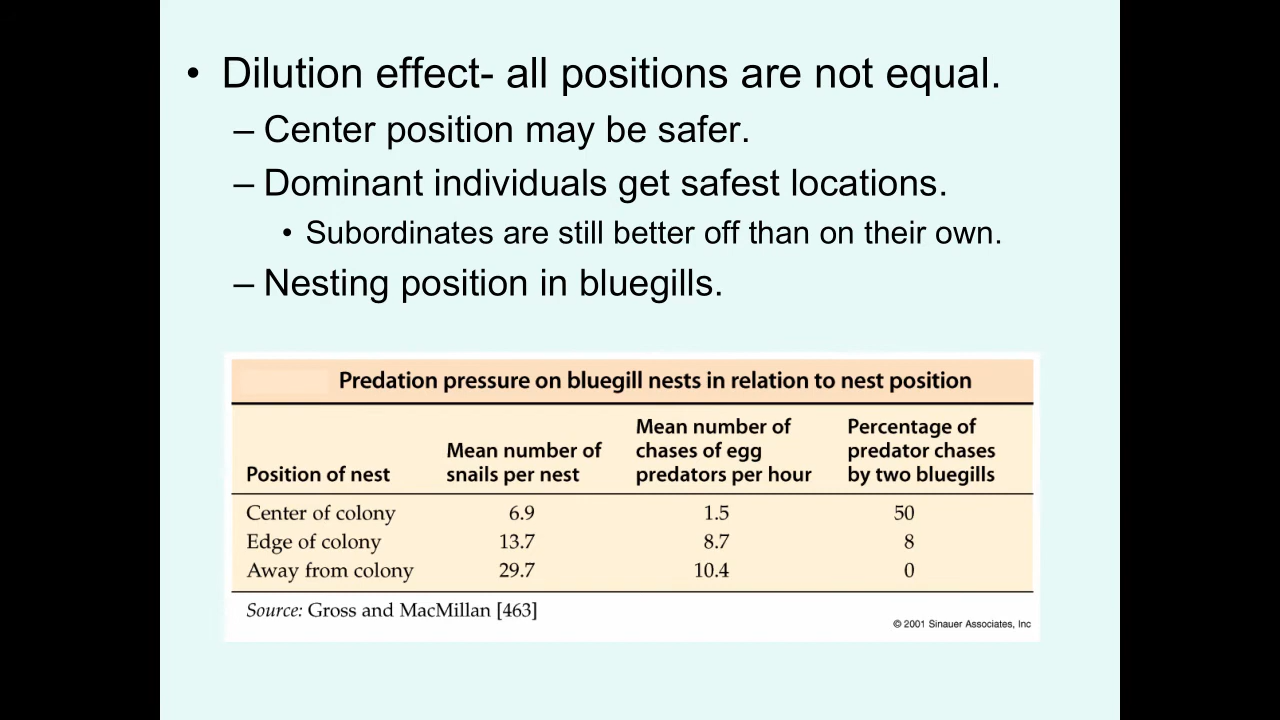 • Dilution effect- all positions are not equal.
– Center position may be safer.
– Dominant individuals get safest locations.
• Subordinates are still better off than on their own.
– Nesting position in bluegills.
Predation pressure on bluegill nests in relation to nest position
Position of nest Mean number of snails per nest Mean number of chases of egg predators per hour Percentage of predator chases by two bluegills
Center of colony 6.9 1.5 50
Edge of colony 13.7 8.7 8
Away from colony 29.7 10.4 0
Source: Gross and MacMillan [463]
© 2001 Sinauer Associates, Inc